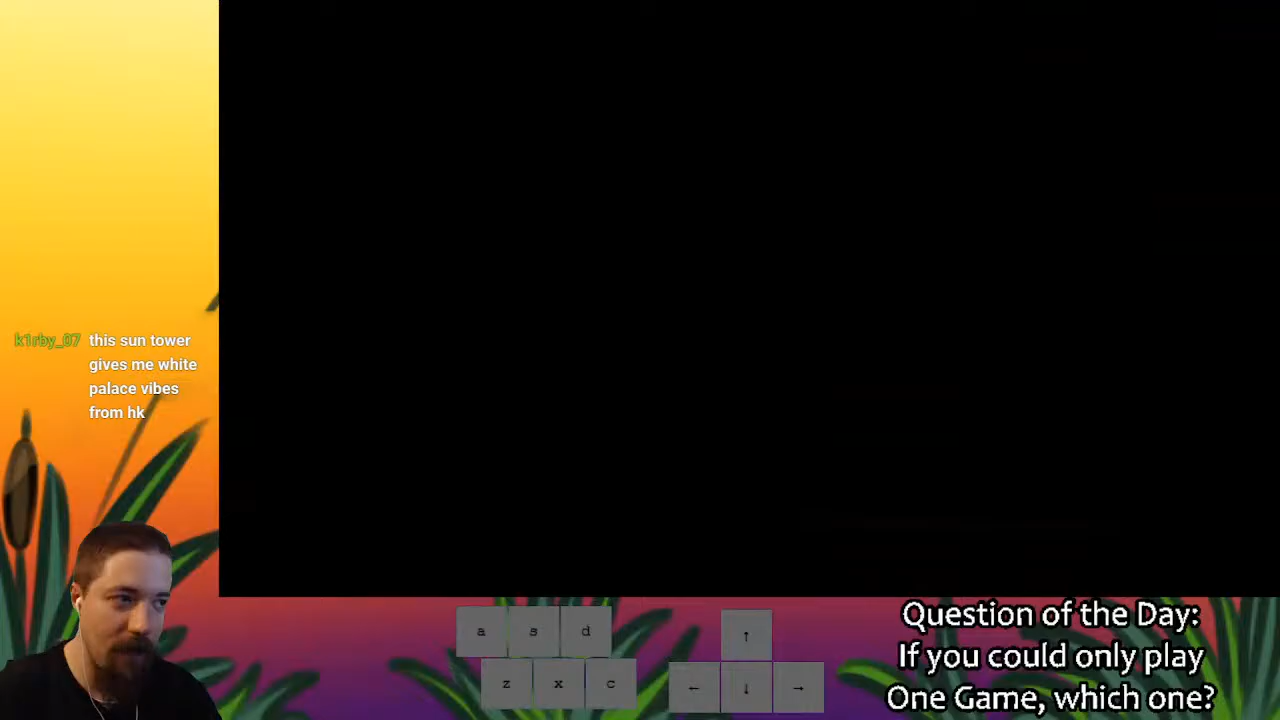 k1rby_07 this sun tower
gives me white
palace vibes
from hk
a s d
z x c
↑
← ↓ →
Question of the Day:
If you could only play
One Game, which one?